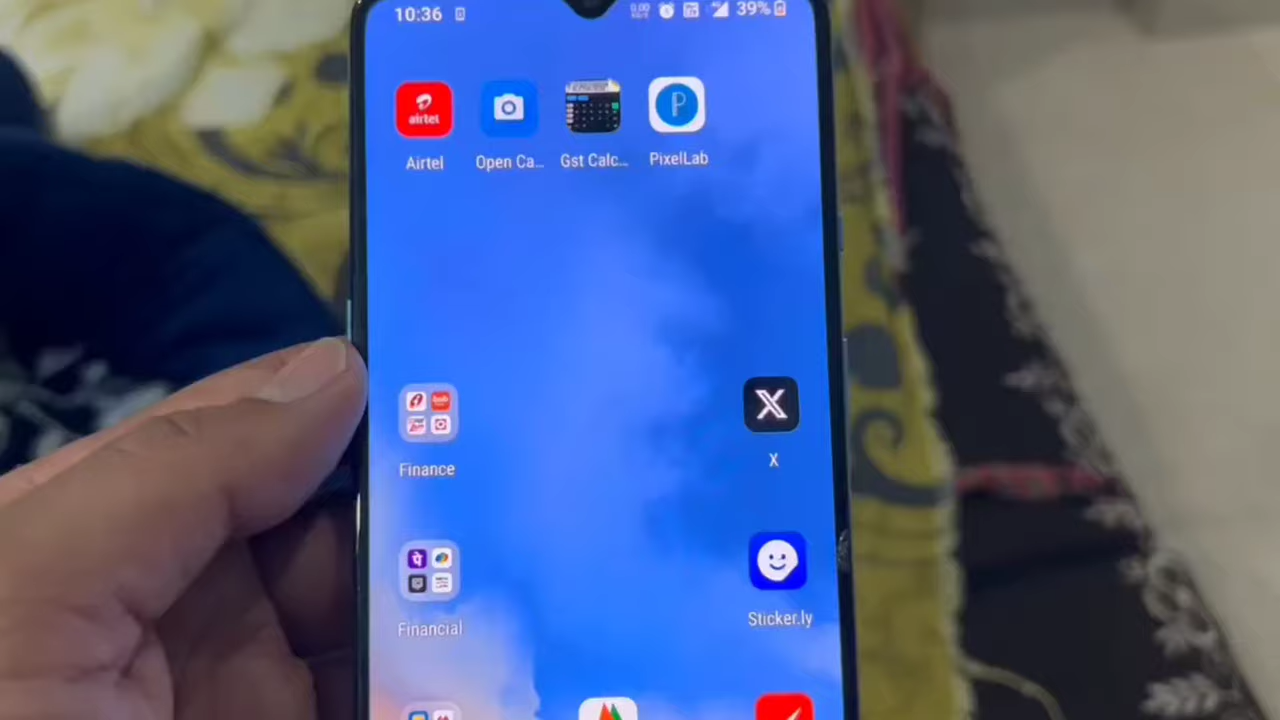 10:36 39%
airtel
Airtel Open Ca... Gst Calc... PixelLab
Finance X
पे
Financial Sticker.ly